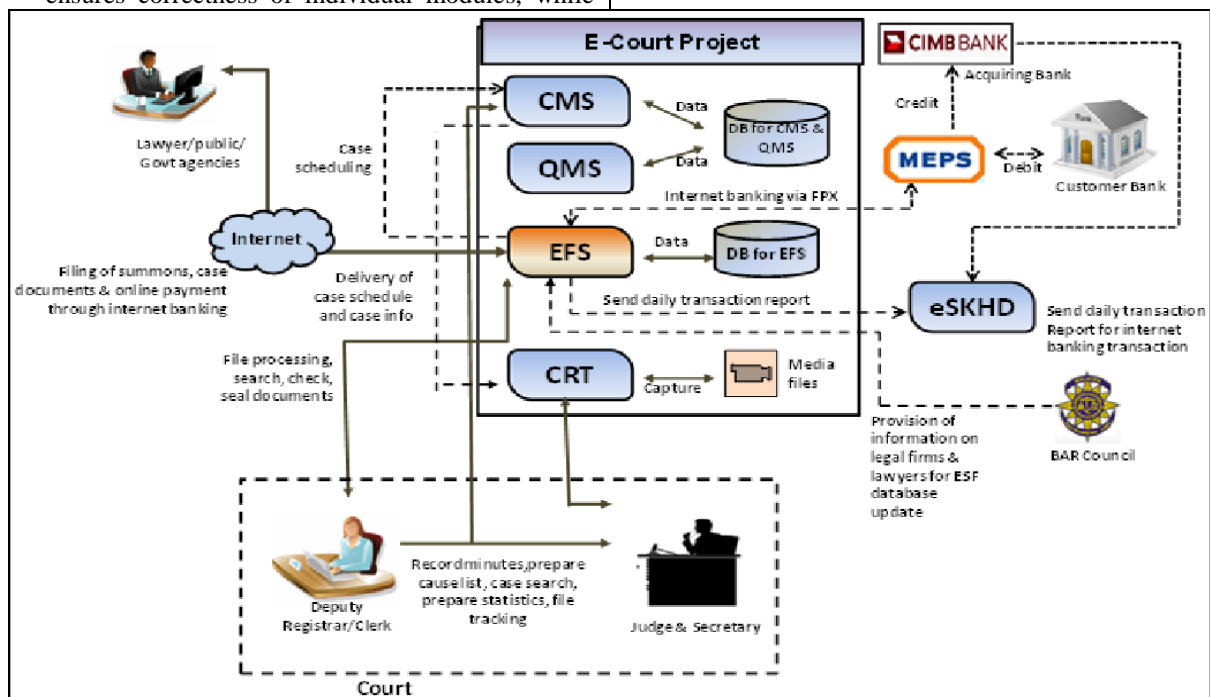 ensures correctness of individual modules, while
E-Court Project
CIMB BANK
Acquiring Bank
CMS
Data
DB for CMS &
QMS
Data
QMS
Credit
MEPS
Debit
Customer Bank
Lawyer/public/
Govt agencies
Case
scheduling
Internet banking via FPX
Internet
EFS
Data
DB for EFS
Filing of summons, case
documents & online payment
through internet banking
Delivery of
case schedule
and case info
Send daily transaction report
eSKHD
Send daily transaction
Report for internet
banking transaction
File processing,
search, check,
seal documents
CRT
Capture
Media
files
Provision of
information on
legal firms &
lawyers for ESF
database
update
BAR Council
Deputy
Registrar/Clerk
Record minutes,prepare
cause list, case search,
prepare statistics, file
tracking
Judge & Secretary
Court